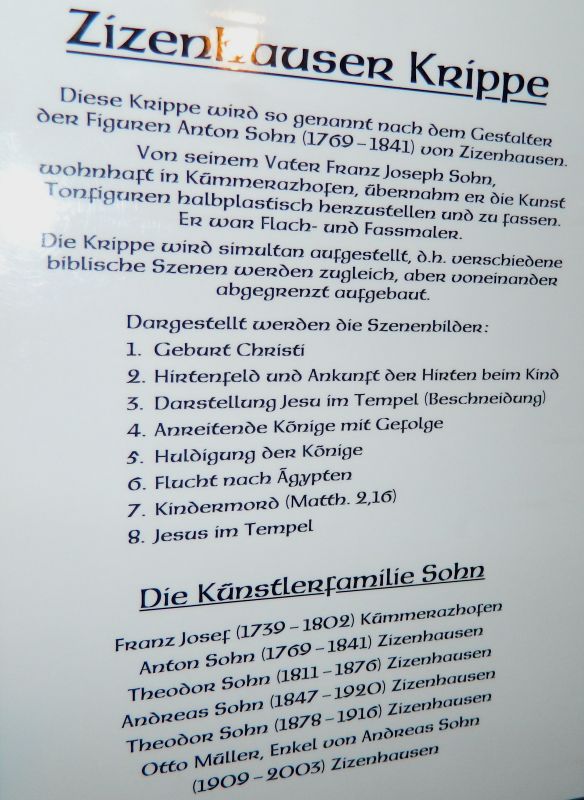 Zizenhauser Krippe
Diese Krippe wird so genannt nach dem Gestalter
der Figuren Anton Sohn (1769–1841) von Zizenhausen.
Von seinem Vater Franz Joseph Sohn,
wohnhaft in Kümmerazhofen, übernahm er die Kunst
Tonfiguren halbplastisch herzustellen und zu fassen.
Er war Flach- und Fassmaler.
Die Krippe wird simultan aufgestellt, d.h. verschiedene
biblische Szenen werden zugleich, aber voneinander
abgegrenzt aufgebaut.
Dargestellt werden die Szenenbilder:
1. Geburt Christi
2. Hirtenfeld und Ankunft der Hirten beim Kind
3. Darstellung Jesu im Tempel (Beschneidung)
4. Anreitende Könige mit Gefolge
5. Huldigung der Könige
6. Flucht nach Ägypten
7. Kindermord (Matth. 2,16)
8. Jesus im Tempel
Die Künstlerfamilie Sohn
Franz Josef (1739–1802) Kümmerazhofen
Anton Sohn (1769–1841) Zizenhausen
Theodor Sohn (1811–1876) Zizenhausen
Andreas Sohn (1847–1920) Zizenhausen
Theodor Sohn (1878–1916) Zizenhausen
Otto Müller, Enkel von Andreas Sohn
(1909–2003) Zizenhausen